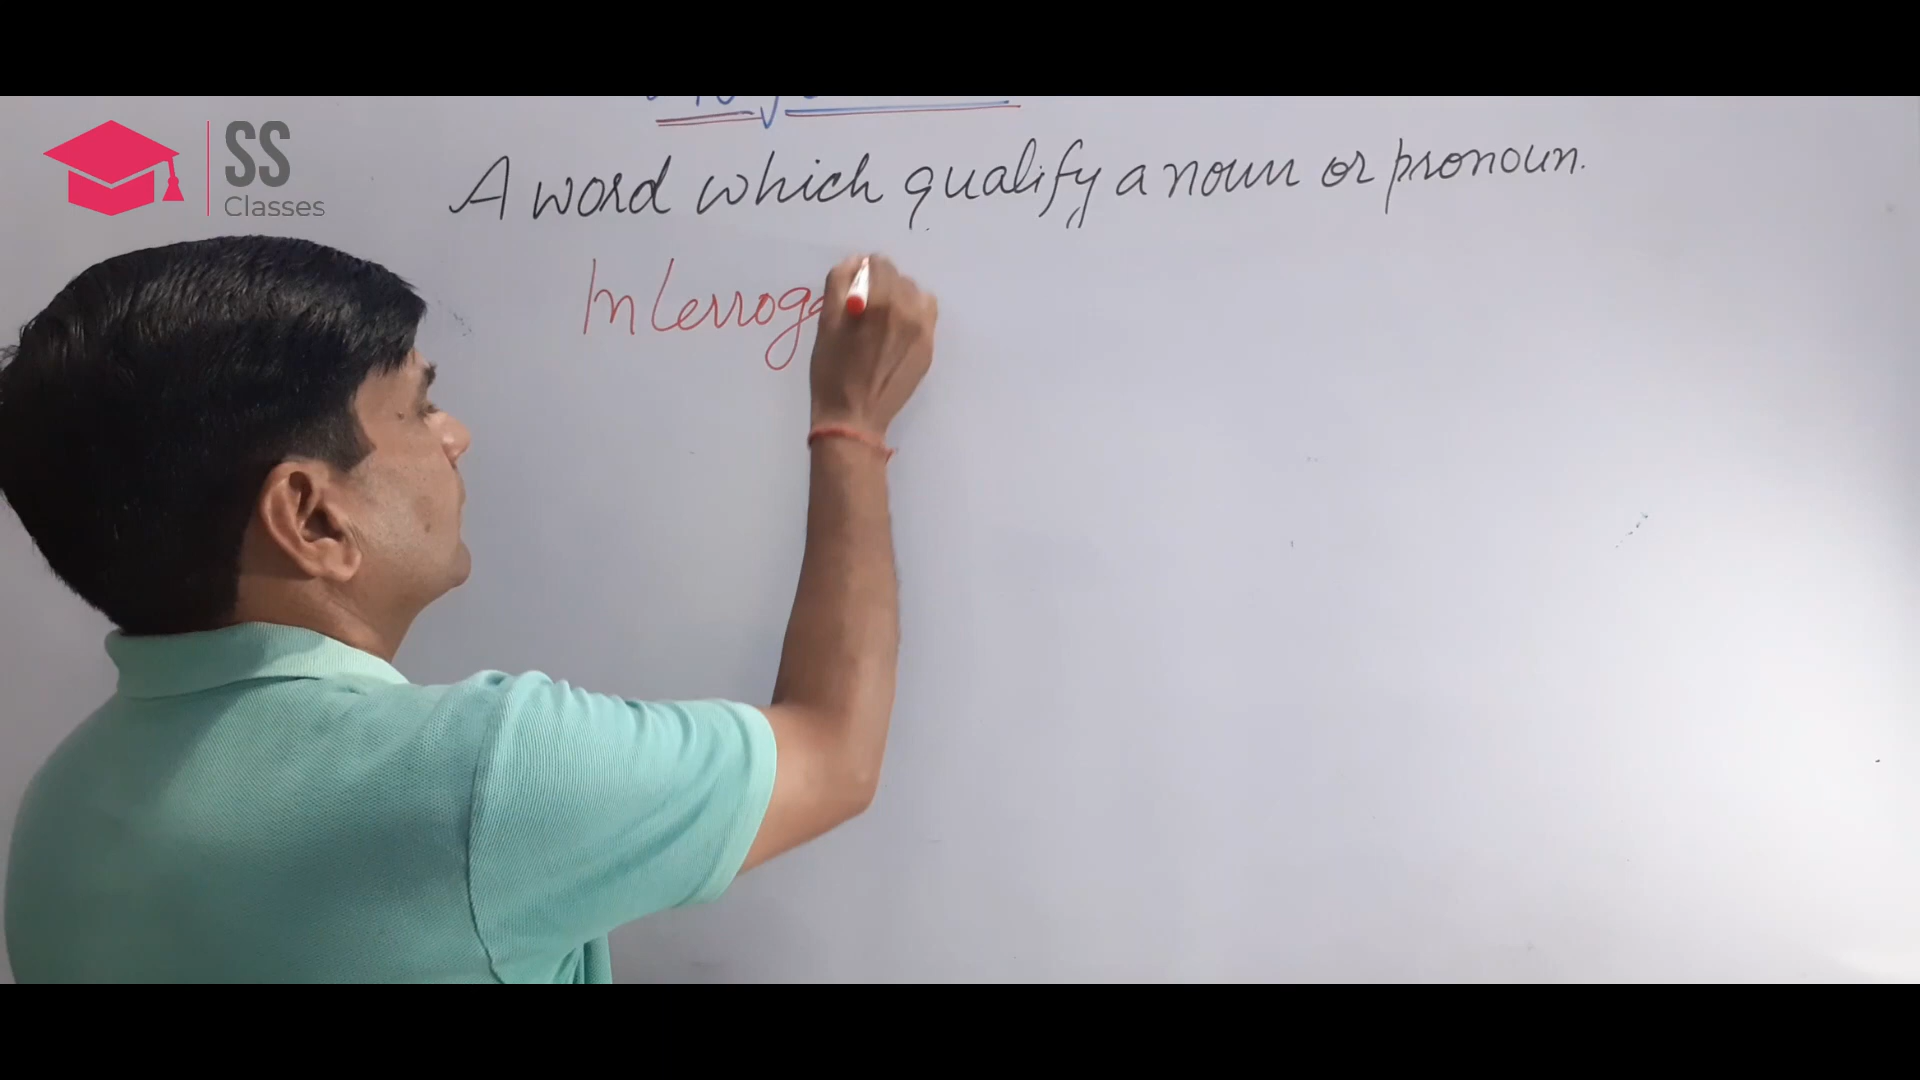 SS
Classes
A word which qualify a noun or pronoun.
Interroga